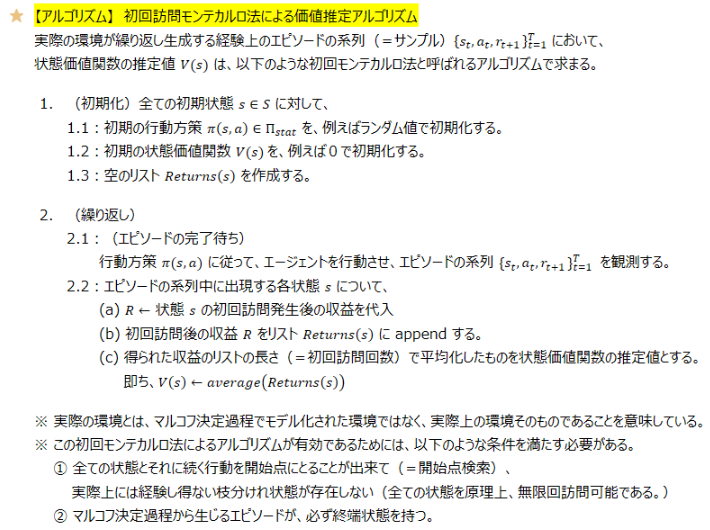 【アルゴリズム】 初回訪問モンテカルロ法による価値推定アルゴリズム
実際の環境が繰り返し生成する経験上のエピソードの系列（＝サンプル）{s_t, a_t, r_{t+1}}_{t=1}^T において、
状態価値関数の推定値 V(s) は、以下のような初回モンテカルロ法と呼ばれるアルゴリズムで求まる。
1. （初期化）全ての初期状態 s ∈ S に対して、
1.1：初期の行動方策 π(s, a) ∈ Π_stat を、例えばランダム値で初期化する。
1.2：初期の状態価値関数 V(s) を、例えば０で初期化する。
1.3：空のリスト Returns(s) を作成する。
2. （繰り返し）
2.1：（エピソードの完了待ち）
行動方策 π(s, a) に従って、エージェントを行動させ、エピソードの系列 {s_t, a_t, r_{t+1}}_{t=1}^T を観測する。
2.2：エピソードの系列中に出現する各状態 s について、
(a) R ← 状態 s の初回訪問発生後の収益を代入
(b) 初回訪問後の収益 R をリスト Returns(s) に append する。
(c) 得られた収益のリストの長さ（＝初回訪問回数）で平均化したものを状態価値関数の推定値とする。
即ち、V(s) ← average(Returns(s))
※ 実際の環境とは、マルコフ決定過程でモデル化された環境ではなく、実際上の環境そのものであることを意味している。
※ この初回モンテカルロ法によるアルゴリズムが有効であるためには、以下のような条件を満たす必要がある。
① 全ての状態とそれに続く行動を開始点にとることが出来て（＝開始点検索）、
実際上には経験し得ない枝分けれ状態が存在しない（全ての状態を原理上、無限回訪問可能である。）
② マルコフ決定過程から生じるエピソードが、必ず終端状態を持つ。